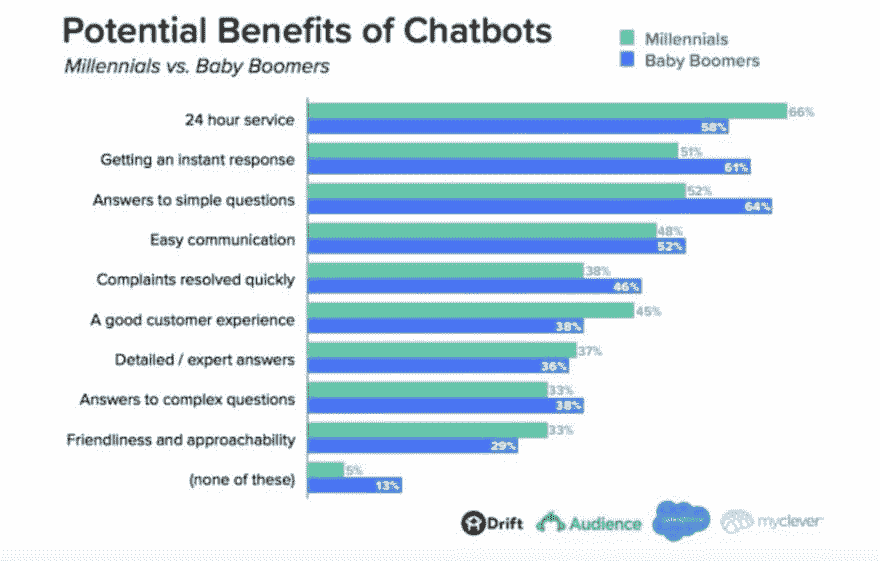 Potential Benefits of Chatbots
Millennials vs. Baby Boomers
Millennials
Baby Boomers
24 hour service
66%
58%
Getting an instant response
51%
61%
Answers to simple questions
52%
64%
Easy communication
48%
52%
Complaints resolved quickly
38%
46%
A good customer experience
45%
38%
Detailed / expert answers
37%
36%
Answers to complex questions
33%
38%
Friendliness and approachability
33%
29%
(none of these)
5%
13%
Drift
Audience
myclever